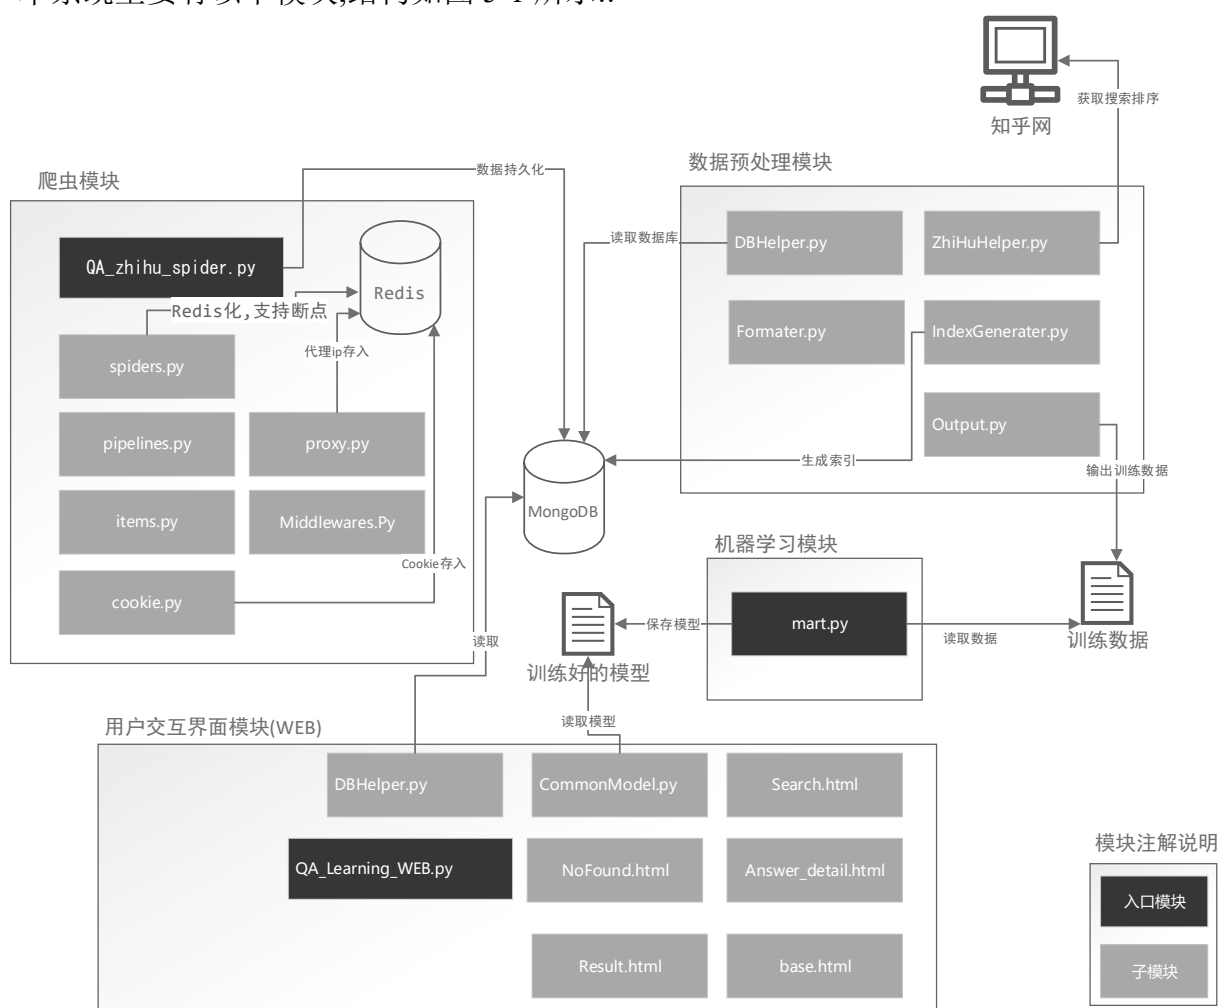 获取搜索排序
知乎网
数据预处理模块
数据持久化
爬虫模块
DBHelper.py
ZhiHuHelper.py
读取数据库
QA_zhihu_spider.py
Redis
Redis化,支持断点
Formater.py
IndexGenerater.py
代理ip存入
spiders.py
Output.py
pipelines.py
proxy.py
生成索引
输出训练数据
MongoDB
items.py
Middlewares.Py
机器学习模块
Cookie存入
cookie.py
mart.py
保存模型
读取数据
读取
训练数据
训练好的模型
读取模型
用户交互界面模块(WEB)
DBHelper.py
CommonModel.py
Search.html
模块注解说明
QA_Learning_WEB.py
NoFound.html
Answer_detail.html
入口模块
Result.html
base.html
子模块